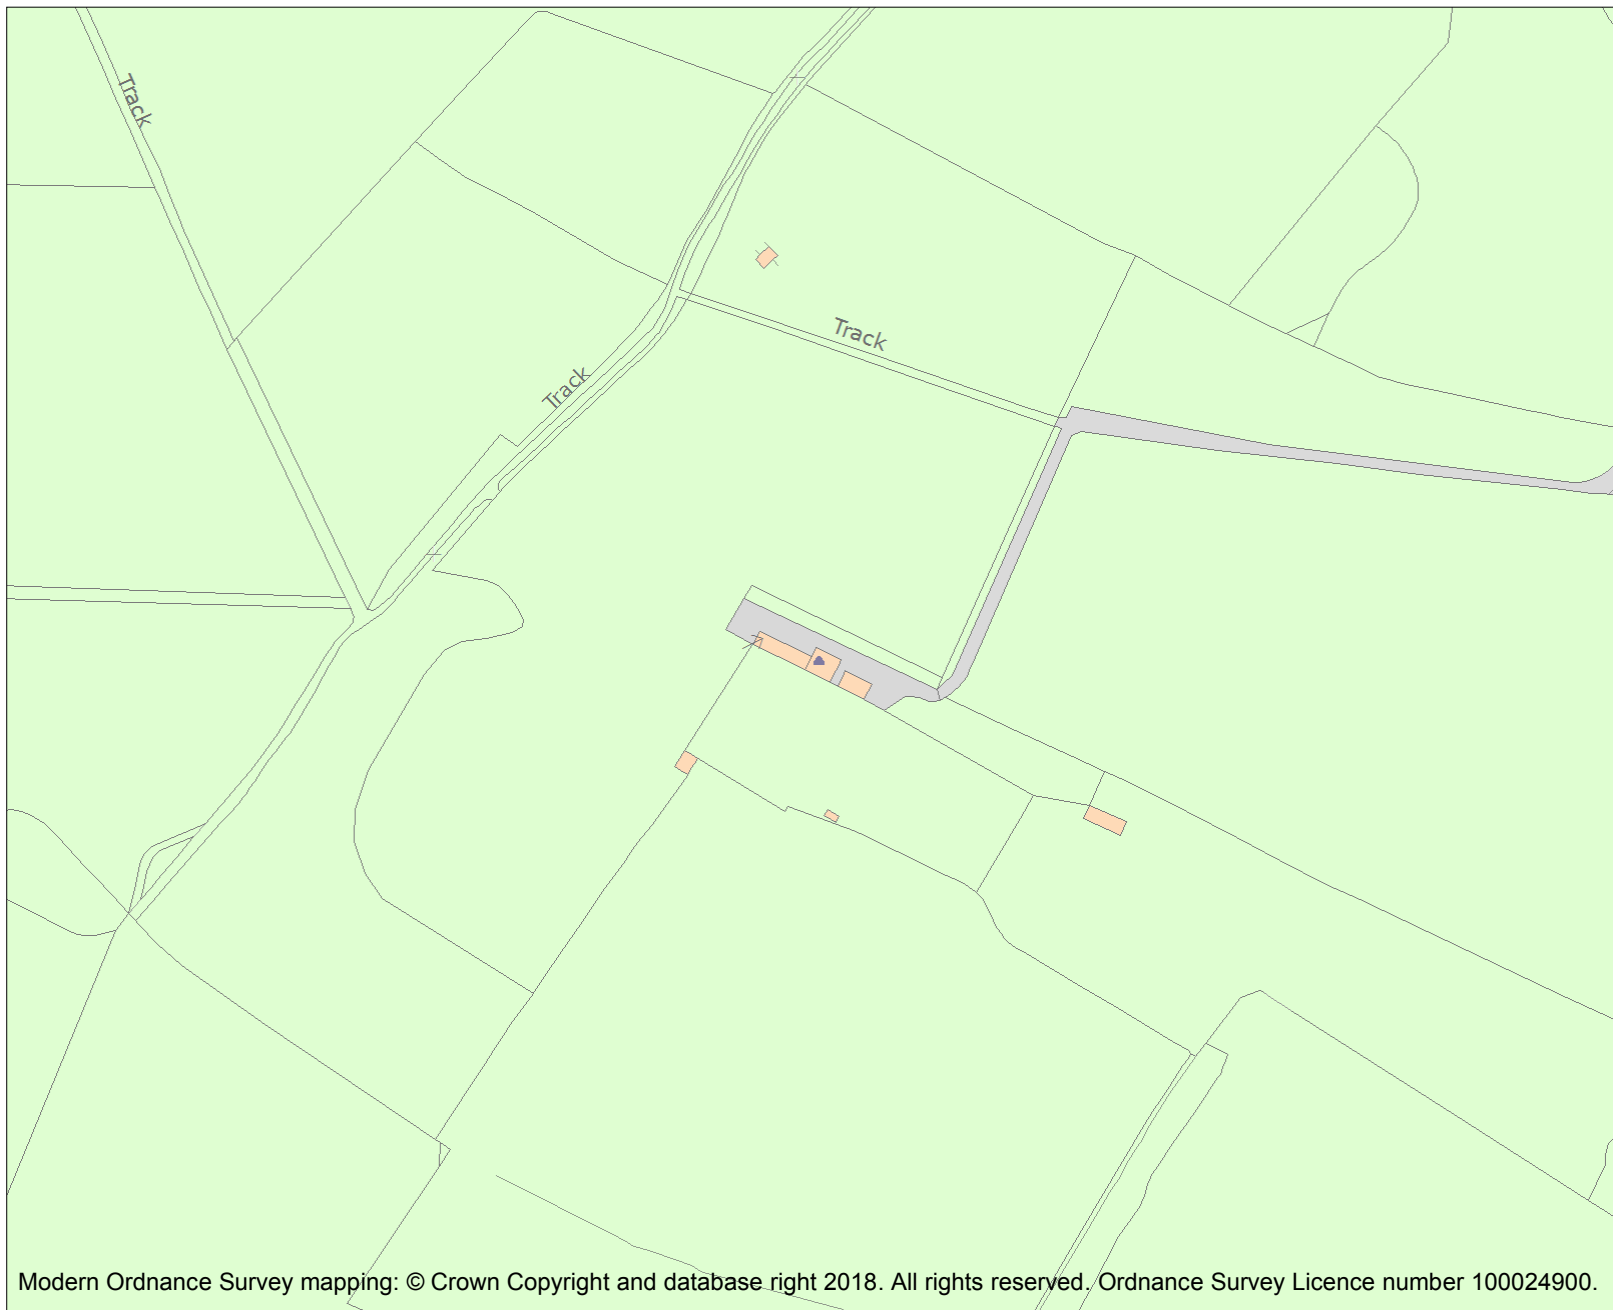 Track
Track
Track
Modern Ordnance Survey mapping: © Crown Copyright and database right 2018. All rights reserved. Ordnance Survey Licence number 100024900.